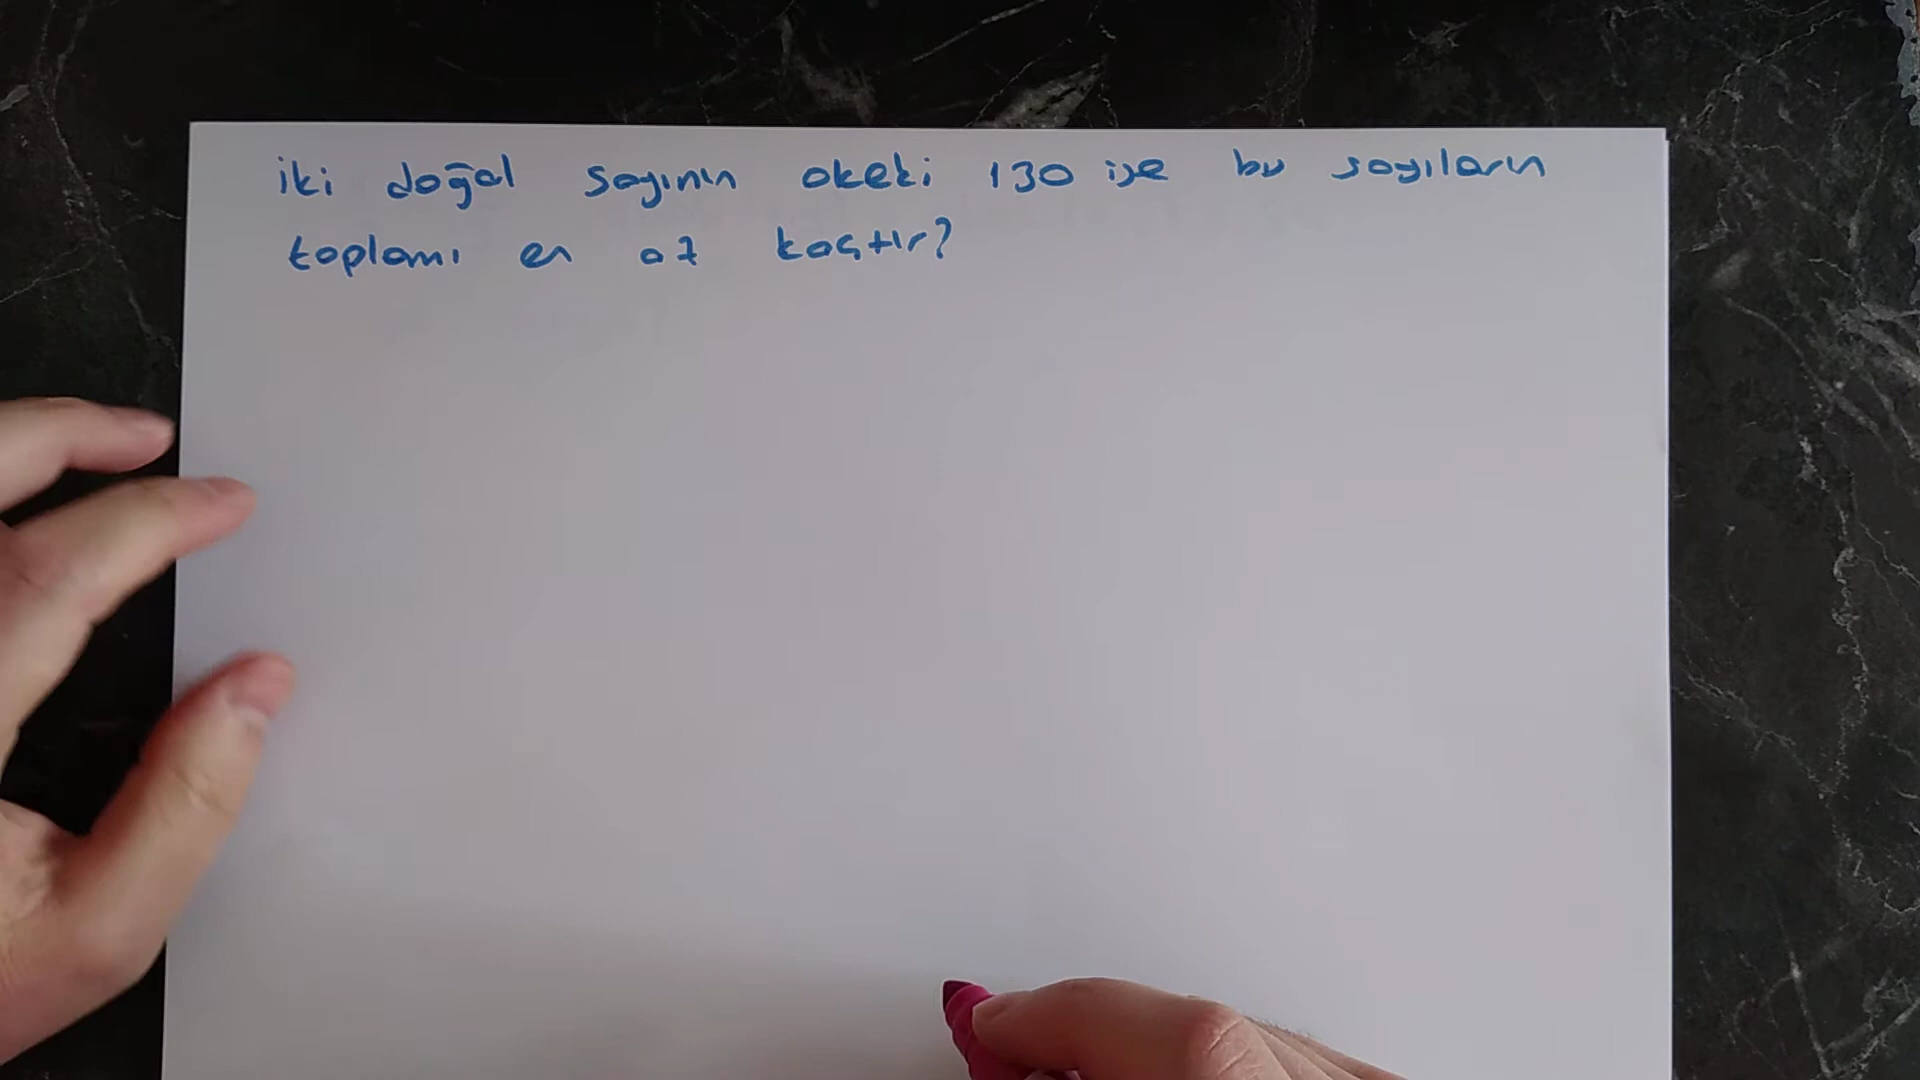 iki doğal sayının okeki 130 ise bu sayıların
toplamı en az kaçtır?